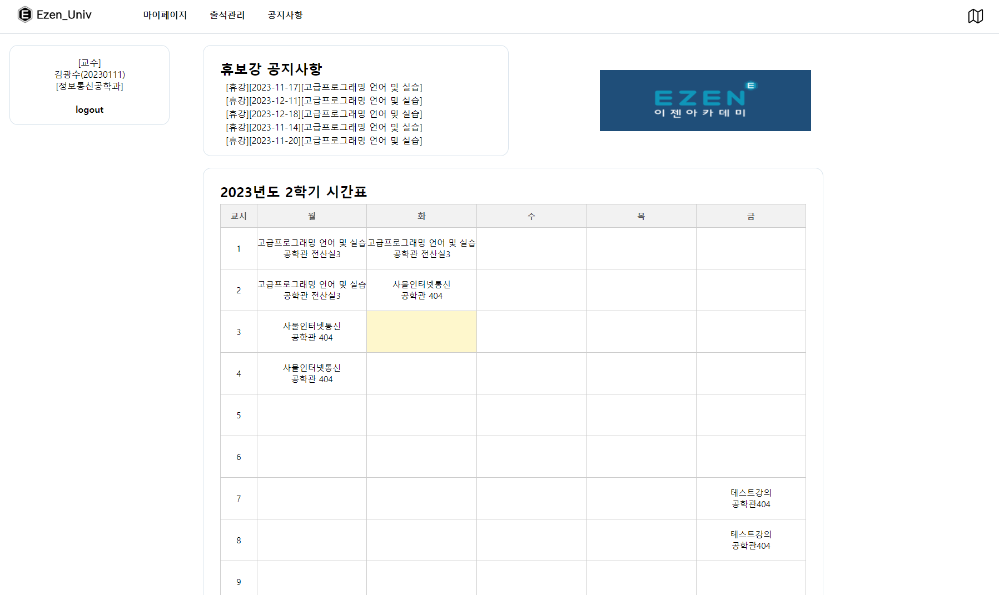 Ezen_Univ
마이페이지 출석관리 공지사항
[교수]
김광수(20230111)
[정보통신공학과]
logout
휴보강 공지사항
[휴강][2023-11-17][고급프로그래밍 언어 및 실습]
[휴강][2023-12-11][고급프로그래밍 언어 및 실습]
[휴강][2023-12-18][고급프로그래밍 언어 및 실습]
[휴강][2023-11-14][고급프로그래밍 언어 및 실습]
[휴강][2023-11-20][고급프로그래밍 언어 및 실습]
EZEN E
이젠아카데미
2023년도 2학기 시간표
교시 월 화 수 목 금
1
고급프로그래밍 언어 및 실습
공학관 전산실3
고급프로그래밍 언어 및 실습
공학관 전산실3
2
고급프로그래밍 언어 및 실습
공학관 전산실3
사물인터넷통신
공학관 404
3
사물인터넷통신
공학관 404
4
사물인터넷통신
공학관 404
5
6
7
테스트강의
공학관404
8
테스트강의
공학관404
9